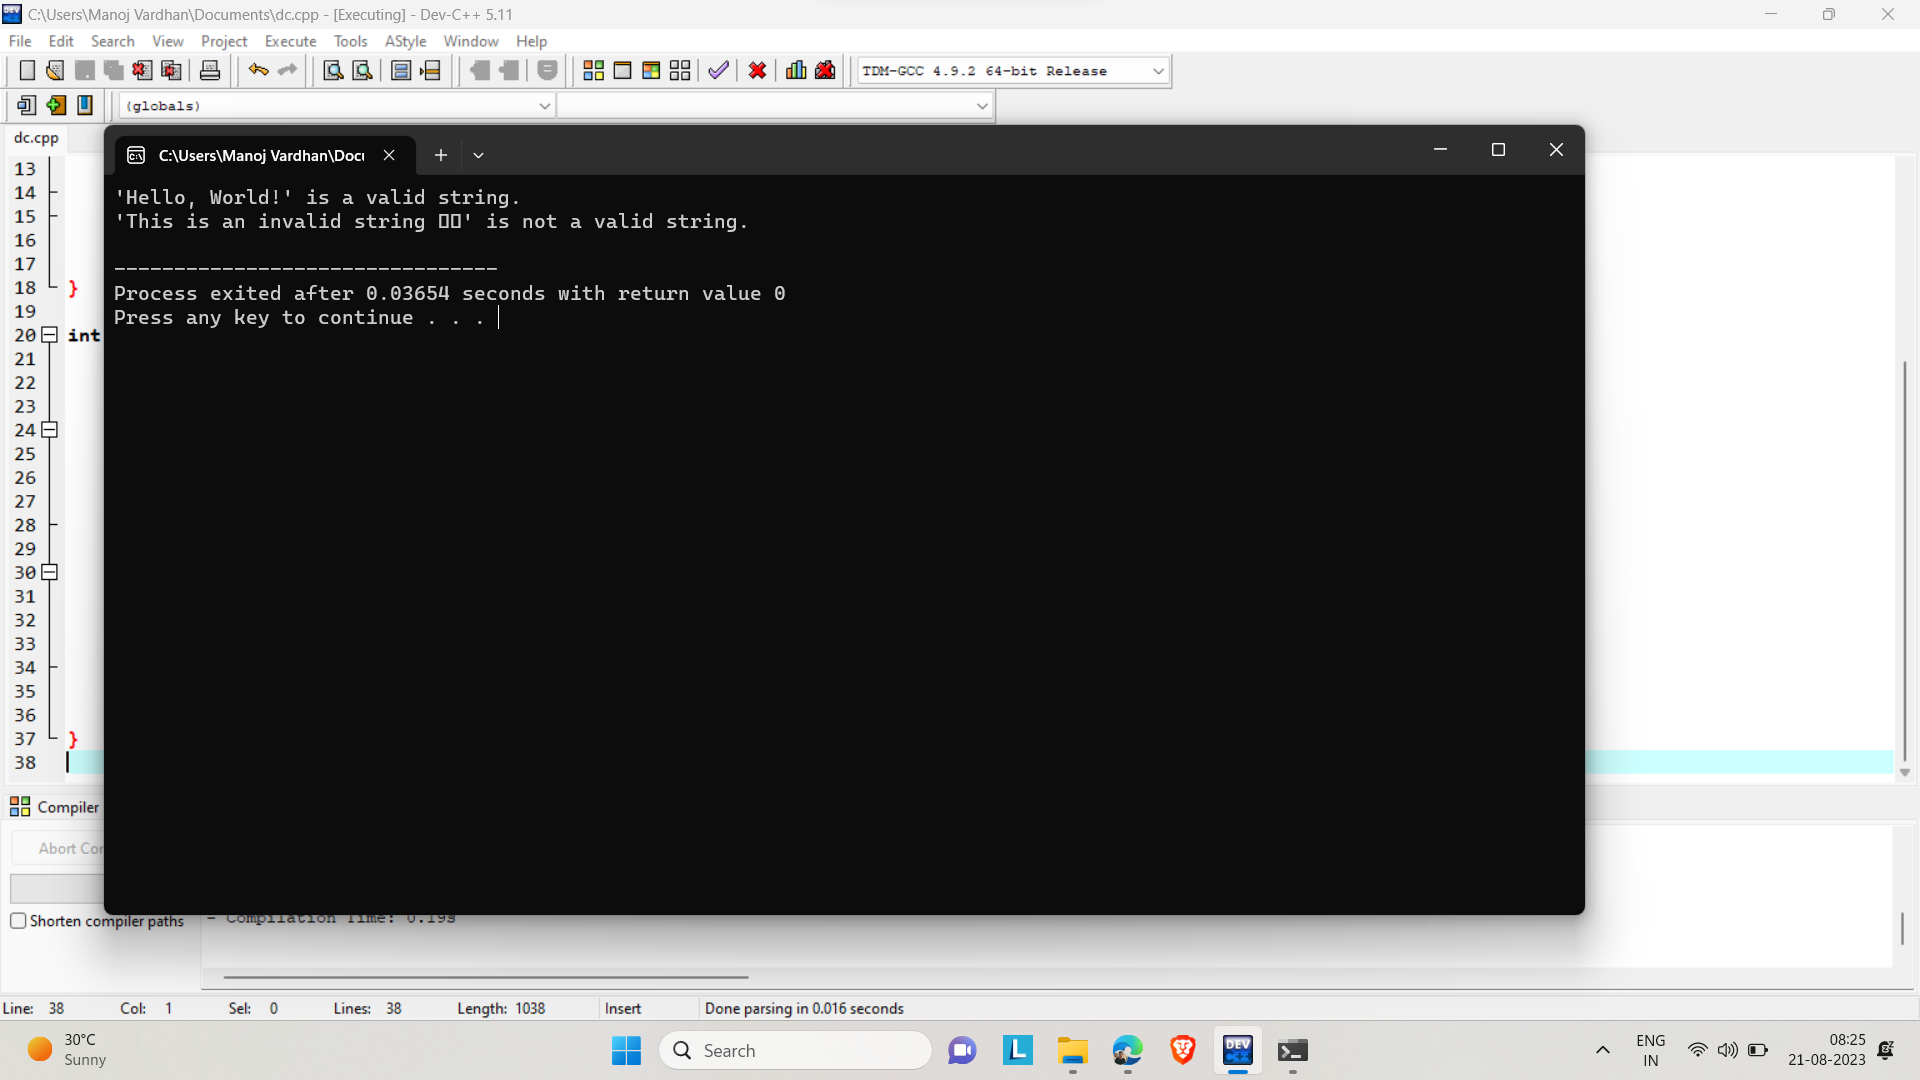 C:\Users\Manoj Vardhan\Documents\dc.cpp - [Executing] - Dev-C++ 5.11
File Edit Search View Project Execute Tools AStyle Window Help
TDM-GCC 4.9.2 64-bit Release
(globals)
dc.cpp
C:\Users\Manoj Vardhan\Docu
13
14
15
16
17
18 }
19
20 int
21
22
23
24
25
26
27
28
29
30
31
32
33
34
35
36
37 }
38
'Hello, World!' is a valid string.
'This is an invalid string □□' is not a valid string.
--------------------------------
Process exited after 0.03654 seconds with return value 0
Press any key to continue . . .
Compiler
Abort Co
Shorten compiler paths
- Compilation Time: 0.19s
Line: 38 Col: 1 Sel: 0 Lines: 38 Length: 1038 Insert Done parsing in 0.016 seconds
30°C
Sunny
Search
L
DEV
C++
ENG
IN
08:25
21-08-2023